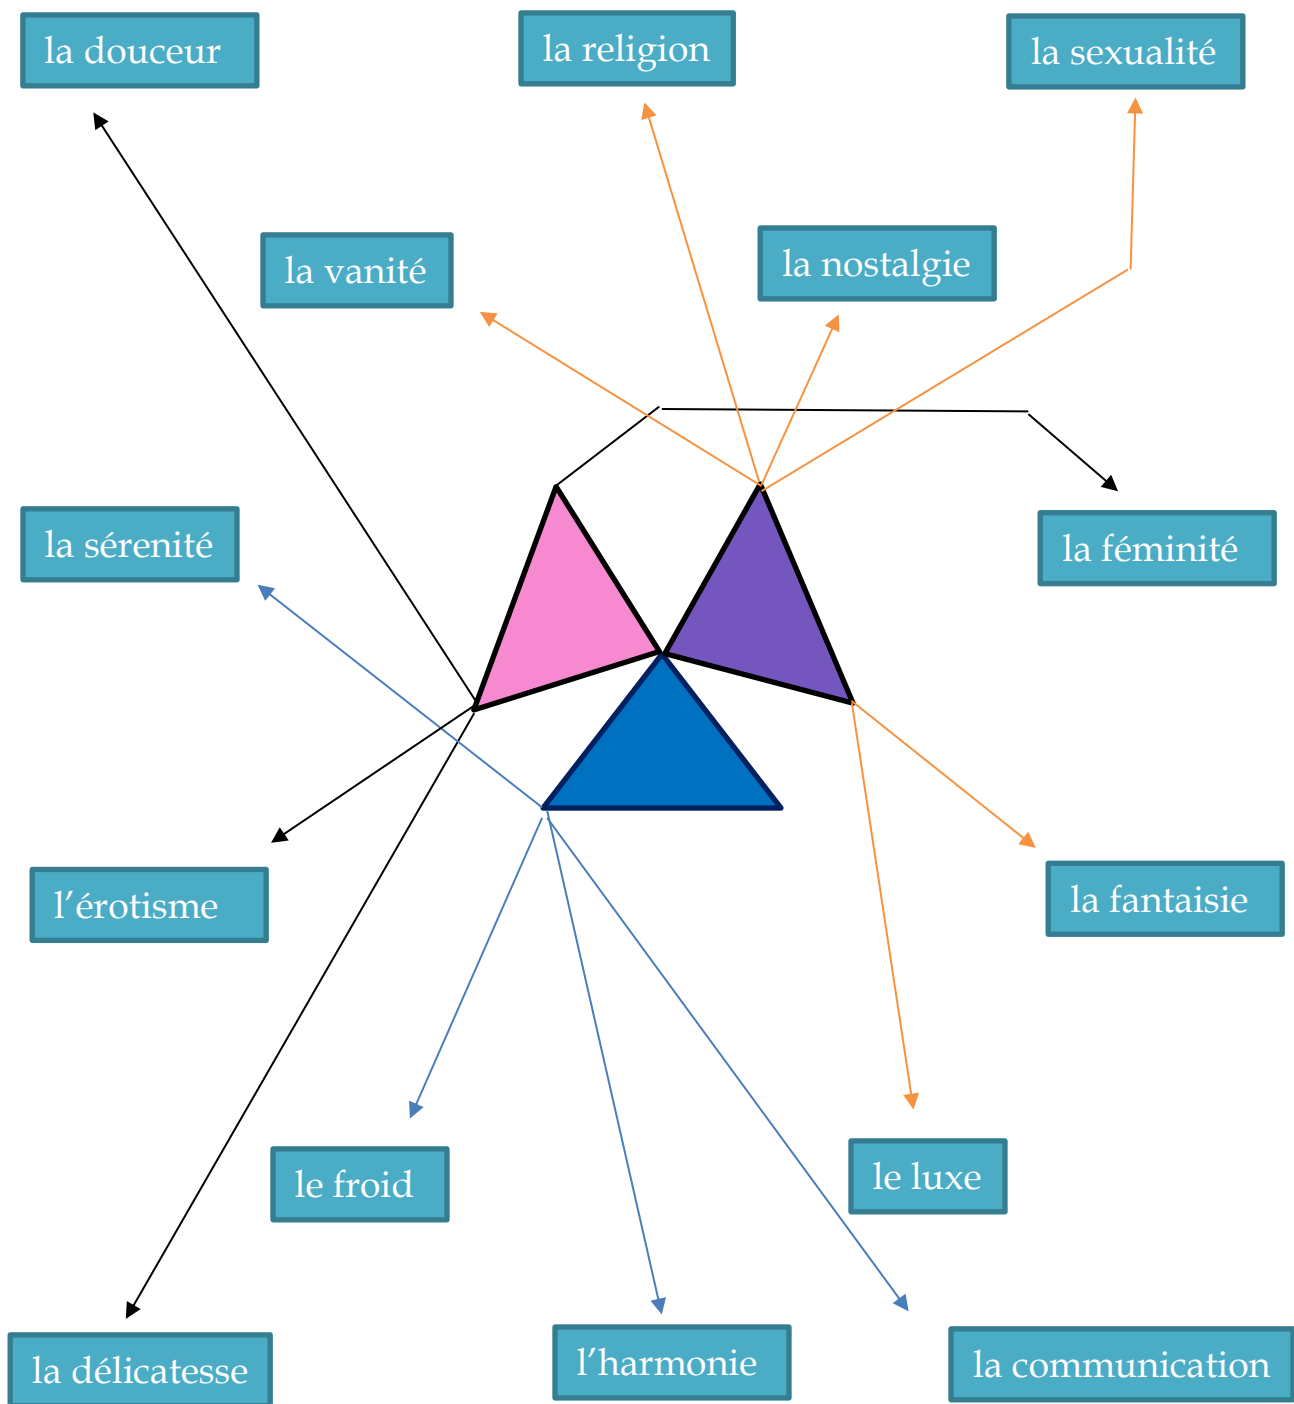 la douceur
la religion
la sexualité
la vanité
la nostalgie
la sérenité
la féminité
l'érotisme
la fantaisie
le froid
le luxe
la délicatesse
l'harmonie
la communication